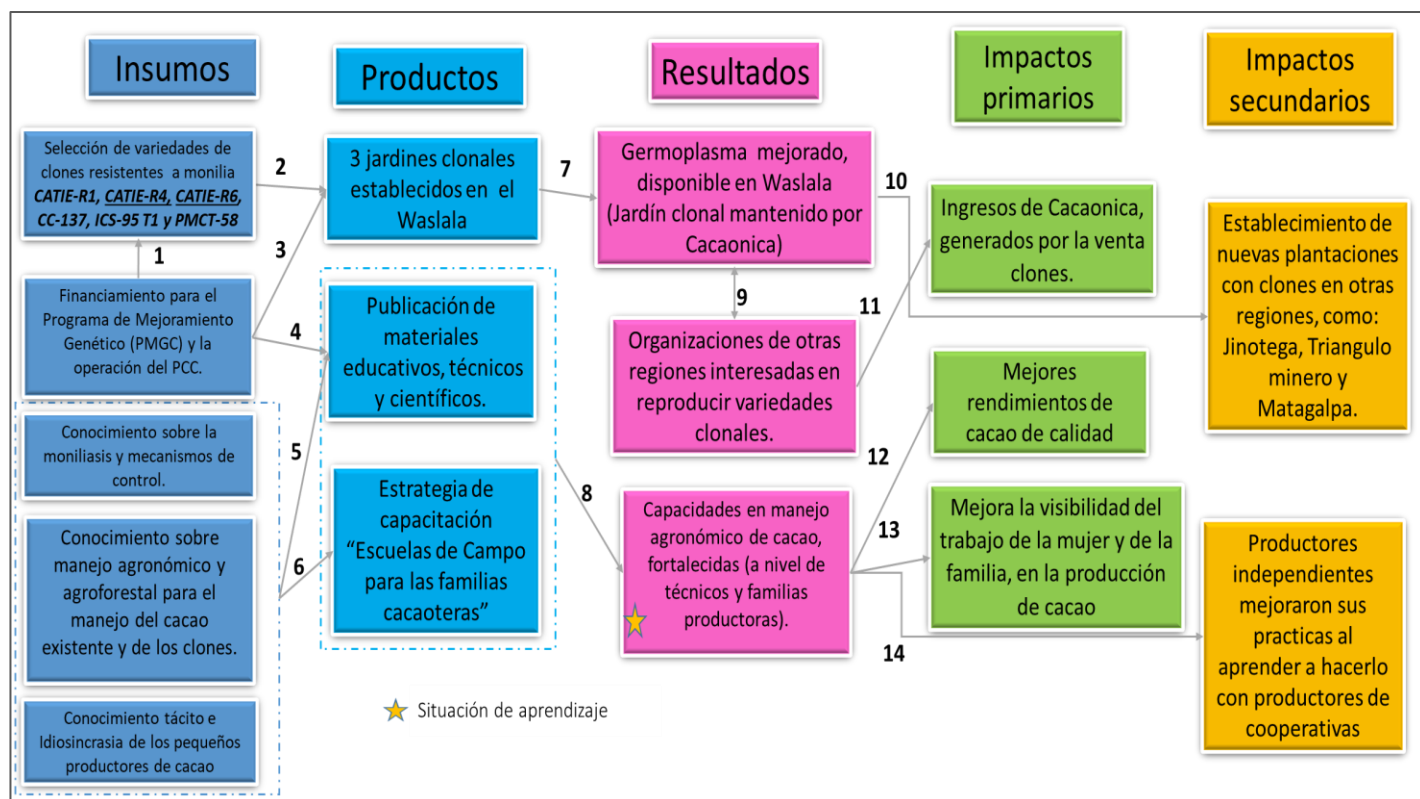 Insumos
Productos
Resultados
Impactos
primarios
Impactos
secundarios
Selección de variedades de
clones resistentes a monilia
CATIE-R1, CATIE-R4, CATIE-R6,
CC-137, ICS-95 T1 y PMCT-58
1
Financiamiento para el
Programa de Mejoramiento
Genético (PMGC) y la
operación del PCC.
Conocimiento sobre la
moniliasis y mecanismos de
control.
Conocimiento sobre
manejo agronómico y
agroforestal para el
manejo del cacao
existente y de los clones.
Conocimiento tácito e
Idiosincrasia de los pequeños
productores de cacao
2
3
4
5
6
3 jardines clonales
establecidos en el
Waslala
Publicación de
materiales
educativos, técnicos
y científicos.
Estrategia de
capacitación
“Escuelas de Campo
para las familias
cacaoteras”
7
8
Germoplasma mejorado,
disponible en Waslala
(Jardín clonal mantenido por
Cacaonica)
9
Organizaciones de otras
regiones interesadas en
reproducir variedades
clonales.
Capacidades en manejo
agronómico de cacao,
fortalecidas (a nivel de
técnicos y familias
productoras).
Situación de aprendizaje
10
11
12
13
14
Ingresos de Cacaonica,
generados por la venta
clones.
Mejores
rendimientos de
cacao de calidad
Mejora la visibilidad del
trabajo de la mujer y de la
familia, en la producción
de cacao
Establecimiento de
nuevas plantaciones
con clones en otras
regiones, como:
Jinotega, Triangulo
minero y
Matagalpa.
Productores
independientes
mejoraron sus
practicas al
aprender a hacerlo
con productores de
cooperativas